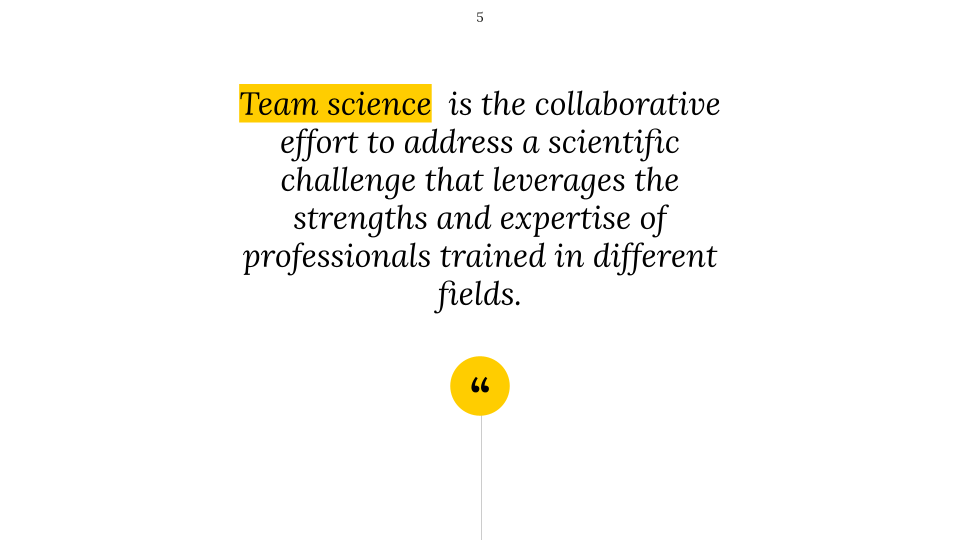 5
Team science is the collaborative
effort to address a scientific
challenge that leverages the
strengths and expertise of
professionals trained in different
fields.
“